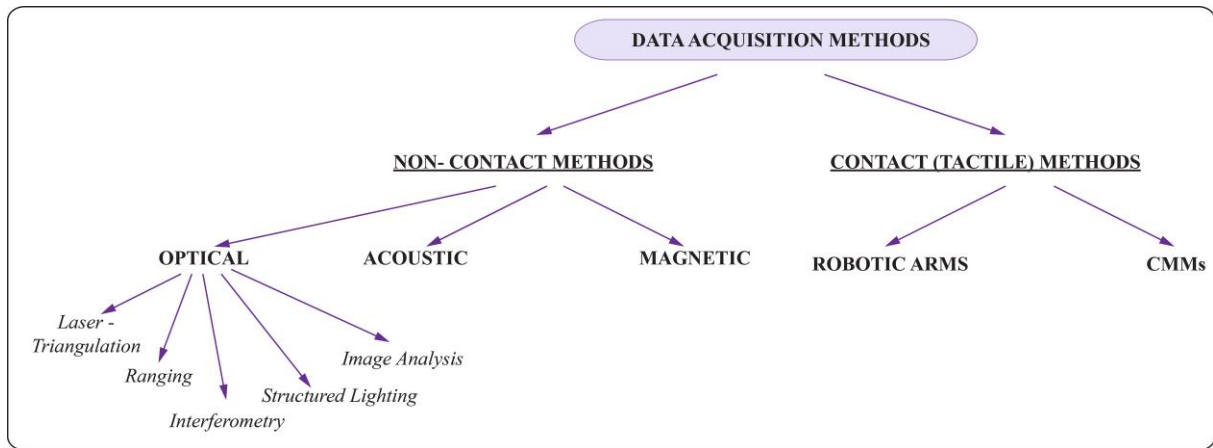 DATA ACQUISITION METHODS
NON- CONTACT METHODS
CONTACT (TACTILE) METHODS
OPTICAL
ACOUSTIC
MAGNETIC
ROBOTIC ARMS
CMMs
Laser -
Triangulation
Ranging
Interferometry
Structured Lighting
Image Analysis